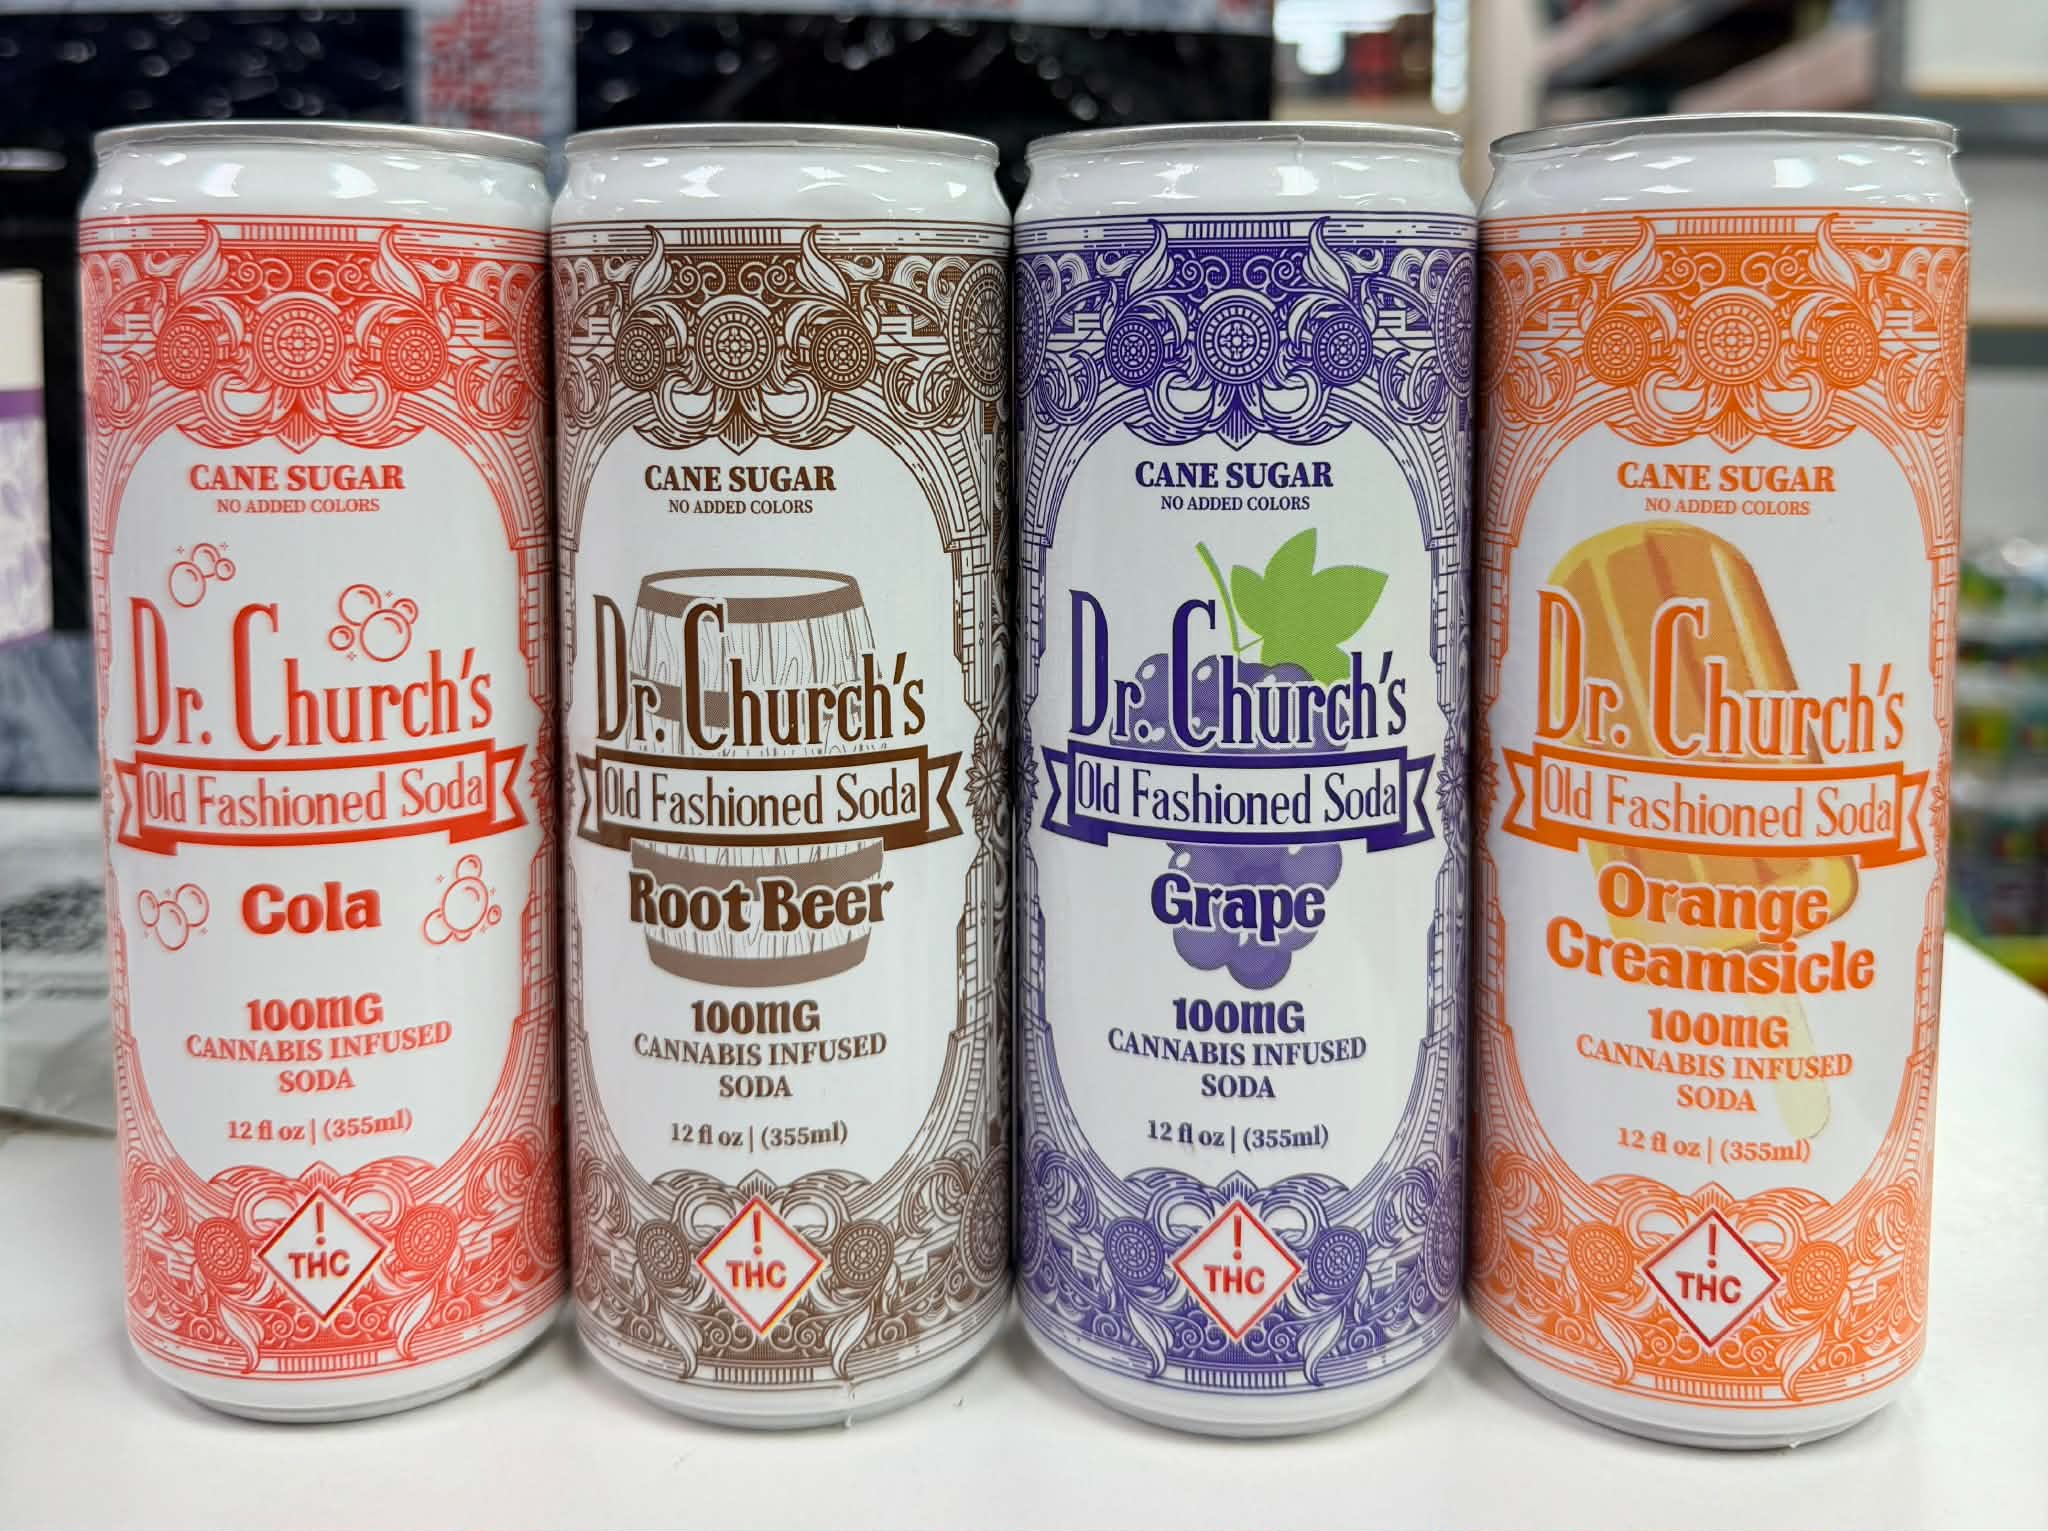 CANE SUGAR
NO ADDED COLORS
Dr. Church's
Old Fashioned Soda
Cola
100MG
CANNABIS INFUSED
SODA
12 fl oz | (355ml)
!
THC
CANE SUGAR
NO ADDED COLORS
Dr. Church's
Old Fashioned Soda
Root Beer
100MG
CANNABIS INFUSED
SODA
12 fl oz | (355ml)
!
THC
CANE SUGAR
NO ADDED COLORS
Dr. Church's
Old Fashioned Soda
Grape
100MG
CANNABIS INFUSED
SODA
12 fl oz | (355ml)
!
THC
CANE SUGAR
NO ADDED COLORS
Dr. Church's
Old Fashioned Soda
Orange
Creamsicle
100MG
CANNABIS INFUSED
SODA
12 fl oz | (355ml)
!
THC